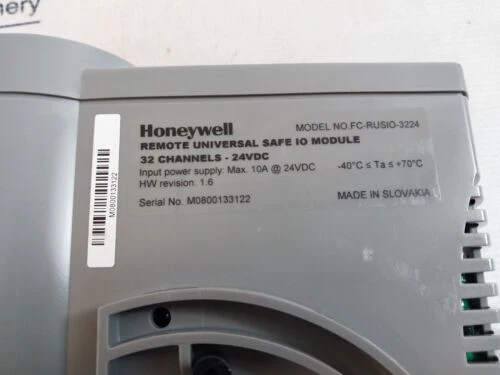 inery
Honeywell
MODEL NO.FC-RUSIO-3224
REMOTE UNIVERSAL SAFE IO MODULE
32 CHANNELS - 24VDC
Input power supply: Max. 10A @ 24VDC
-40°C ≤ Ta ≤ +70°C
HW revision: 1.6
Serial No. M0800133122
MADE IN SLOVAKIA
M0800133122